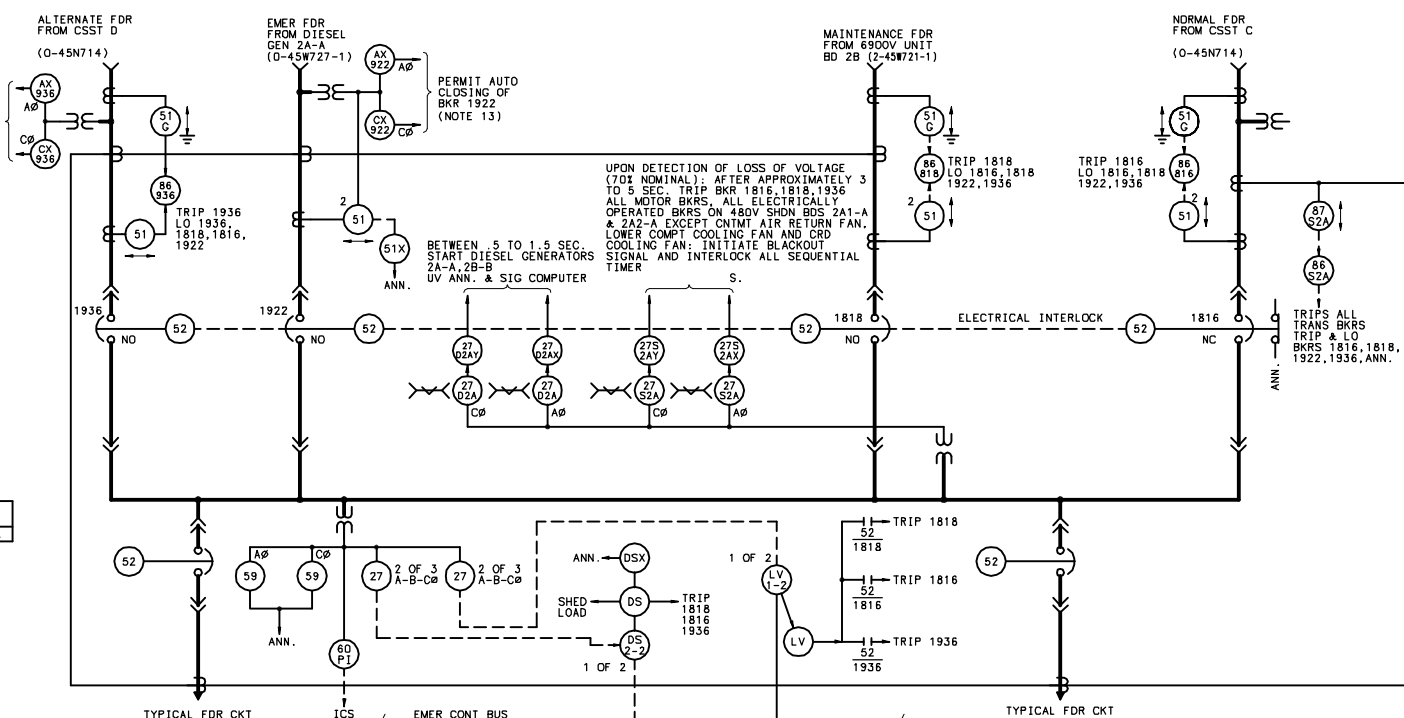 ALTERNATE FDR
FROM CSST D
(0-45N714)
EMER FDR
FROM DIESEL
GEN 2A-A
(0-45W727-1)
MAINTENANCE FDR
FROM 6900V UNIT
BD 2B (2-45W721-1)
NORMAL FDR
FROM CSST C
(0-45N714)
AX
936
AØ
CØ
CX
936
51
G
86
936
TRIP 1936
LO 1936,
1818,1816,
1922
51
AX
922
AØ
CX
922
CØ
PERMIT AUTO
CLOSING OF
BKR 1922
(NOTE 13)
2
51
51X
ANN.
BETWEEN .5 TO 1.5 SEC.
START DIESEL GENERATORS
2A-A,2B-B
UV ANN. & SIG COMPUTER
UPON DETECTION OF LOSS OF VOLTAGE
(70% NOMINAL): AFTER APPROXIMATELY 3
TO 5 SEC. TRIP BKR 1816,1818,1936
ALL MOTOR BKRS, ALL ELECTRICALLY
OPERATED BKRS ON 480V SHDN BDS 2A1-A
& 2A2-A EXCEPT CNTMT AIR RETURN FAN,
LOWER COMPT COOLING FAN AND CRD
COOLING FAN: INITIATE BLACKOUT
SIGNAL AND INTERLOCK ALL SEQUENTIAL
TIMER
S.
51
G
86
818
TRIP 1818
LO 1816,1818
1922,1936
2
51
TRIP 1816
LO 1816,1818
1922,1936
51
G
86
816
2
51
87
S2A
86
S2A
TRIPS ALL
TRANS BKRS
TRIP & LO
BKRS 1816,1818,
1922,1936,ANN.
1936
NO
52
1922
NO
52
27
D2AY
27
D2AX
27S
2AY
27S
2AX
27
D2A
CØ
27
D2A
AØ
27
S2A
CØ
27
S2A
AØ
52
1818
NO
ELECTRICAL INTERLOCK
52
1816
NC
ANN.
52
AØ
59
CØ
59
ANN.
27
2 OF 3
A-B-CØ
27
2 OF 3
A-B-CØ
60
PI
ICS
ANN.
DSX
SHED
LOAD
DS
TRIP
1818
1816
1936
DS
2-2
1 OF 2
1 OF 2
LV
1-2
LV
TRIP 1818
52
1818
TRIP 1816
52
1816
TRIP 1936
52
1936
52
TYPICAL FDR CKT
EMER CONT BUS
TYPICAL FDR CKT